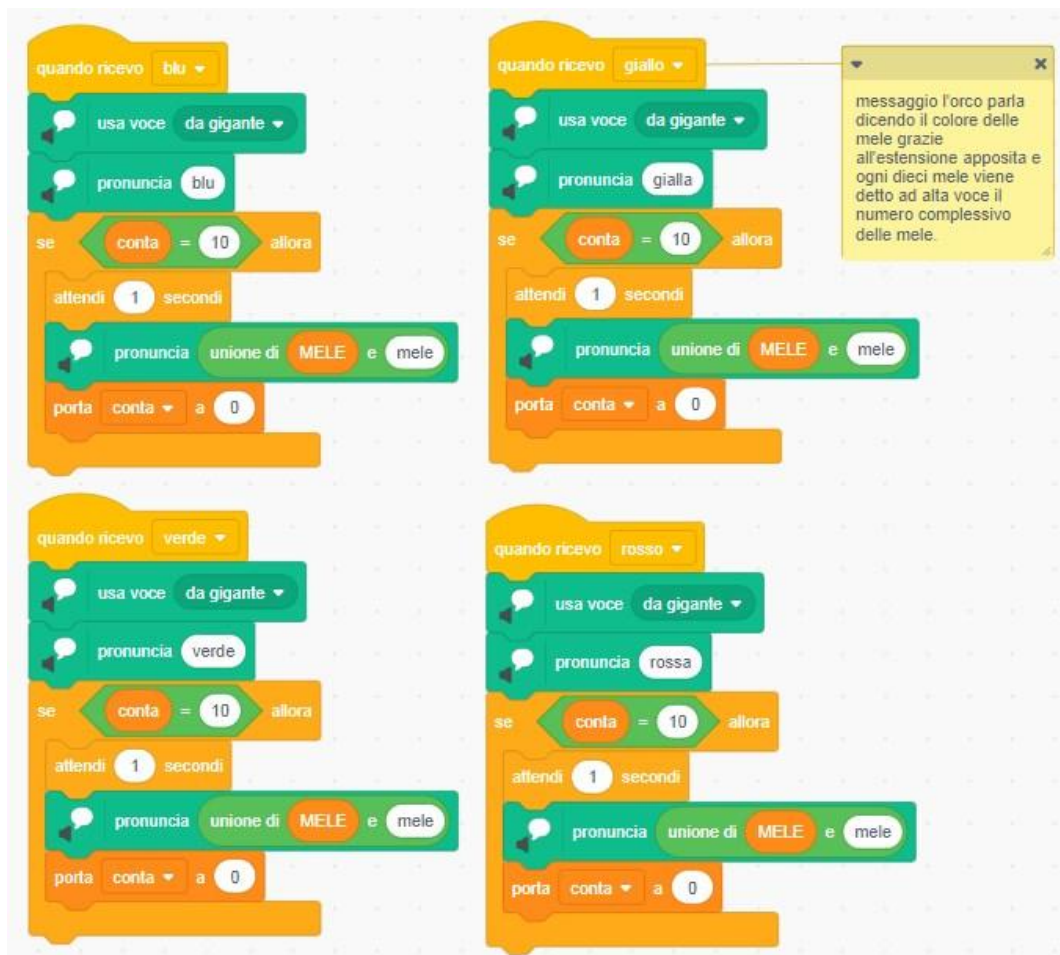 quando ricevo blu
usa voce da gigante
pronuncia blu
se conta = 10 allora
attendi 1 secondi
pronuncia unione di MELE e mele
porta conta a 0
quando ricevo giallo
usa voce da gigante
pronuncia gialla
se conta = 10 allora
attendi 1 secondi
pronuncia unione di MELE e mele
porta conta a 0
messaggio l'orco parla
dicendo il colore delle
mele grazie
all'estensione apposita e
ogni dieci mele viene
detto ad alta voce il
numero complessivo
delle mele.
quando ricevo verde
usa voce da gigante
pronuncia verde
se conta = 10 allora
attendi 1 secondi
pronuncia unione di MELE e mele
porta conta a 0
quando ricevo rosso
usa voce da gigante
pronuncia rossa
se conta = 10 allora
attendi 1 secondi
pronuncia unione di MELE e mele
porta conta a 0